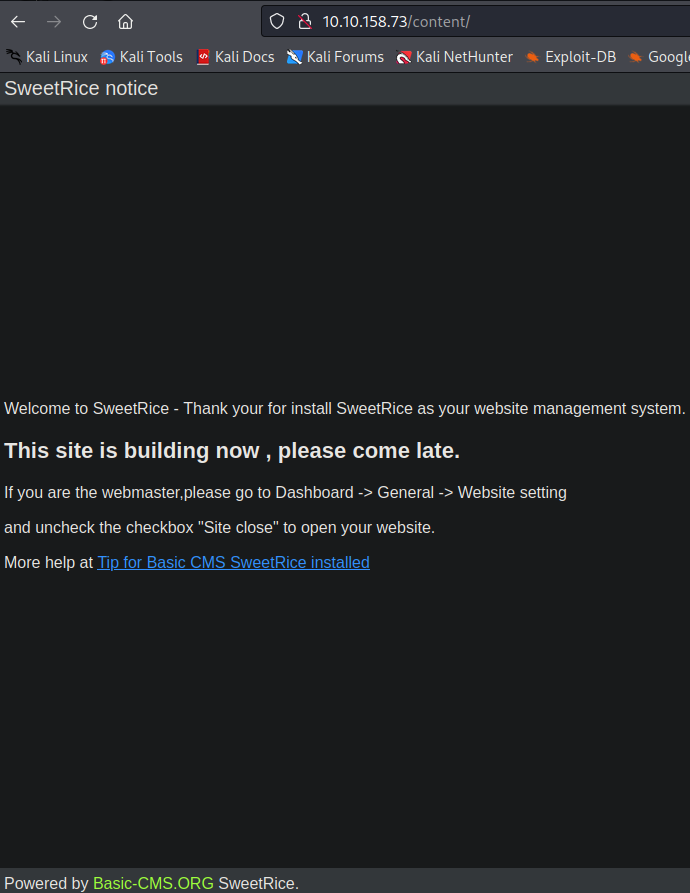 10.10.158.73/content/
Kali Linux Kali Tools Kali Docs Kali Forums Kali NetHunter Exploit-DB Googl
SweetRice notice
Welcome to SweetRice - Thank your for install SweetRice as your website management system.
This site is building now , please come late.
If you are the webmaster,please go to Dashboard -> General -> Website setting
and uncheck the checkbox "Site close" to open your website.
More help at Tip for Basic CMS SweetRice installed
Powered by Basic-CMS.ORG SweetRice.